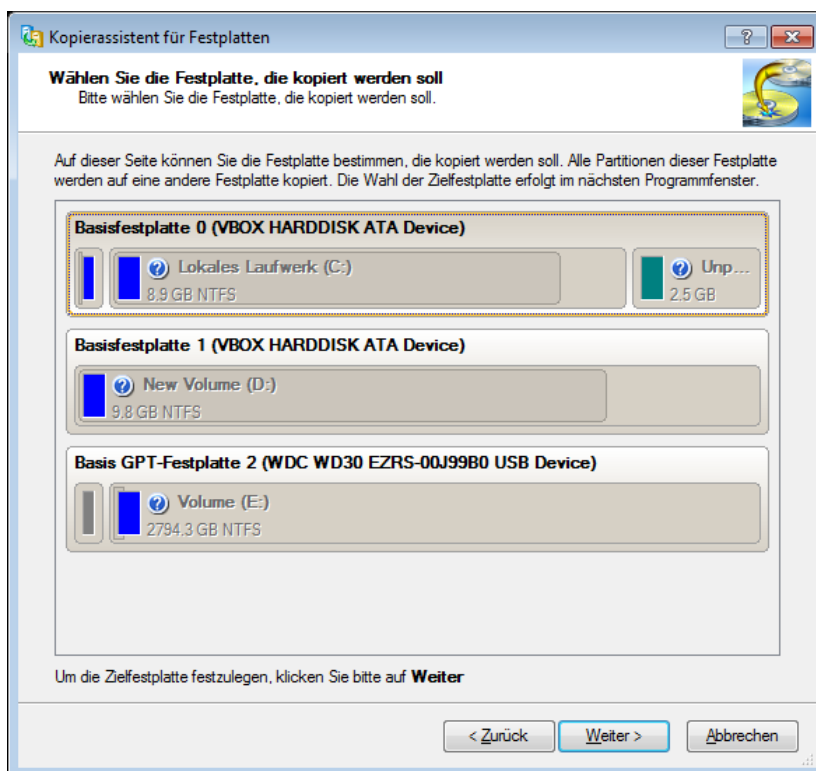 Kopierassistent für Festplatten
Wählen Sie die Festplatte, die kopiert werden soll
Bitte wählen Sie die Festplatte, die kopiert werden soll.
Auf dieser Seite können Sie die Festplatte bestimmen, die kopiert werden soll. Alle Partitionen dieser Festplatte
werden auf eine andere Festplatte kopiert. Die Wahl der Zielfestplatte erfolgt im nächsten Programmfenster.
Basisfestplatte 0 (VBOX HARDDISK ATA Device)
Lokales Laufwerk (C:) Unp...
8.9 GB NTFS 2.5 GB
Basisfestplatte 1 (VBOX HARDDISK ATA Device)
New Volume (D:)
9.8 GB NTFS
Basis GPT-Festplatte 2 (WDC WD30 EZRS-00J99B0 USB Device)
Volume (E:)
2794.3 GB NTFS
Um die Zielfestplatte festzulegen, klicken Sie bitte auf Weiter
< Zurück Weiter > Abbrechen